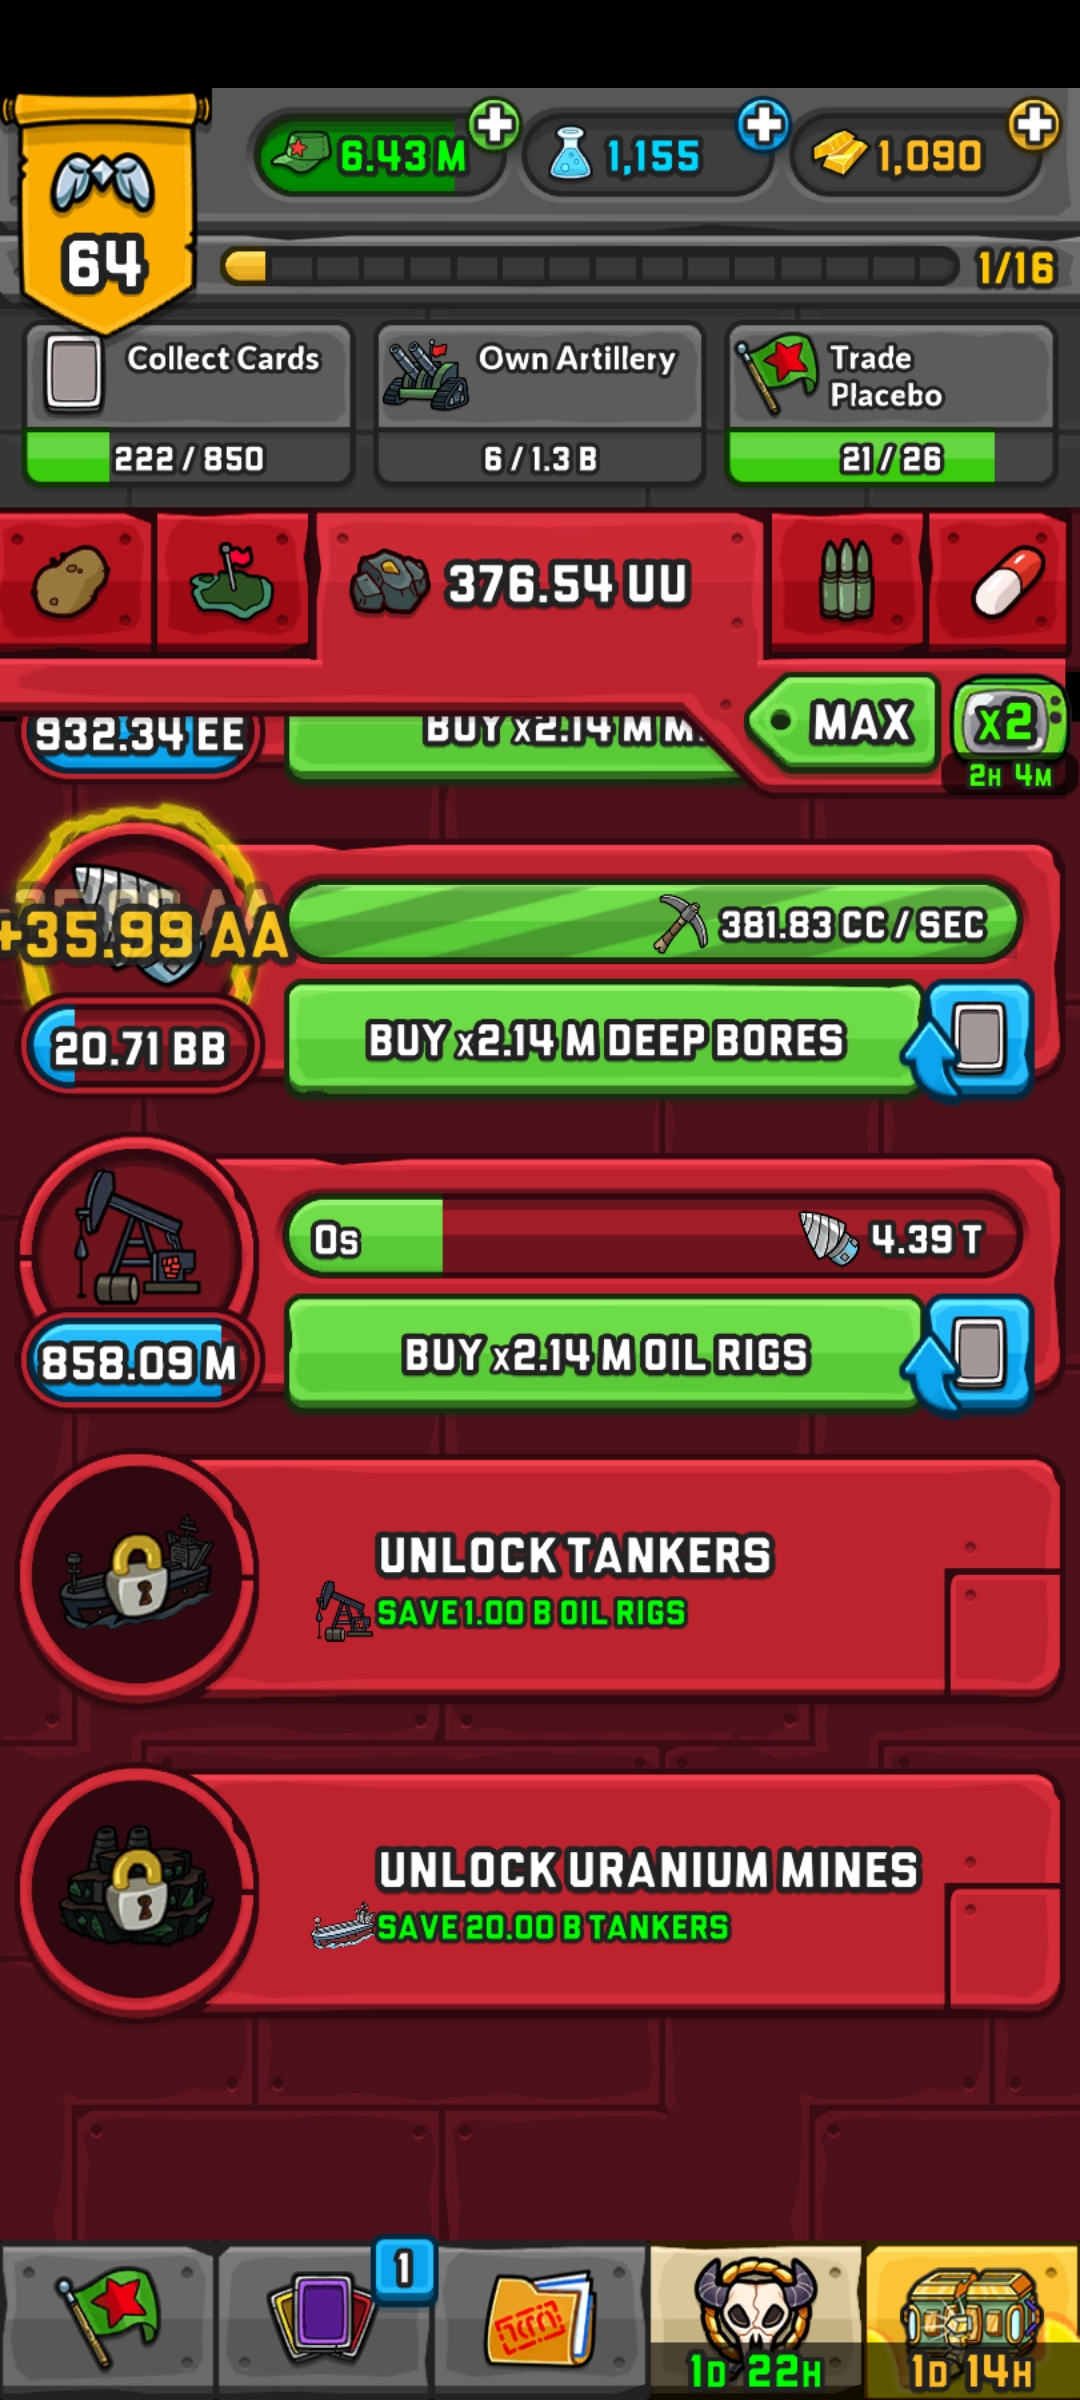 6.43 M
1,155
1,090
64
1/16
Collect Cards
222 / 850
Own Artillery
6 / 1.3 B
Trade
Placebo
21 / 26
376.54 UU
MAX
x2
2H 4M
932.34 EE
BUY x2.14 M
+35.99 AA
381.83 CC / SEC
20.71 BB
BUY x2.14 M DEEP BORES
0s
4.39 T
858.09 M
BUY x2.14 M OIL RIGS
UNLOCK TANKERS
SAVE 1.00 B OIL RIGS
UNLOCK URANIUM MINES
SAVE 20.00 B TANKERS
1
1D 22H
1D 14H